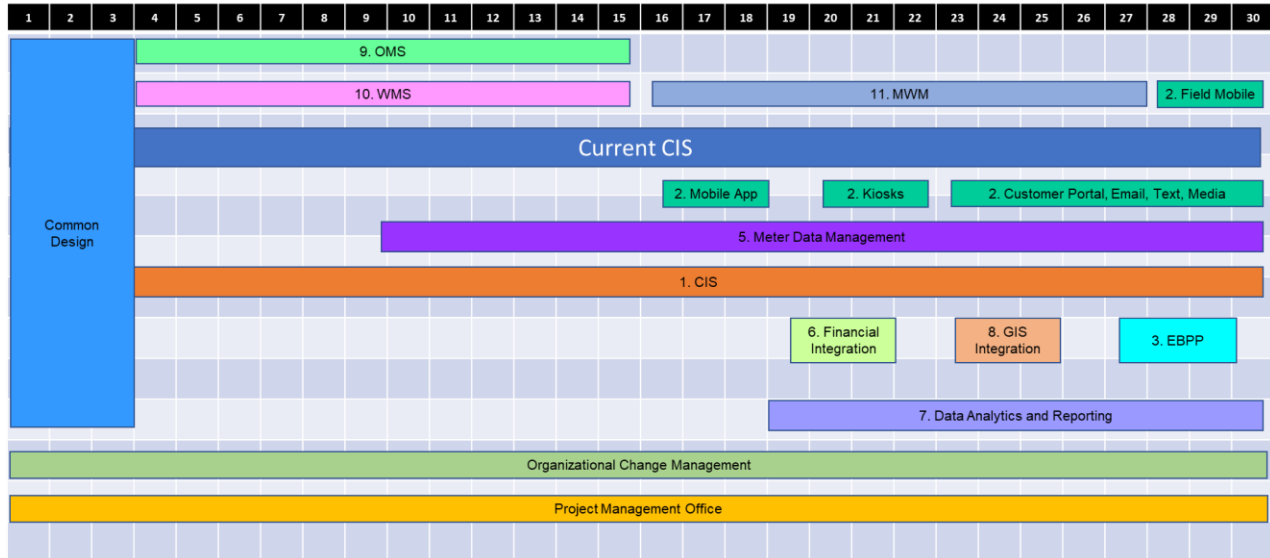 1 2 3 4 5 6 7 8 9 10 11 12 13 14 15 16 17 18 19 20 21 22 23 24 25 26 27 28 29 30
9. OMS
10. WMS
11. MWM
2. Field Mobile
Current CIS
2. Mobile App
2. Kiosks
2. Customer Portal, Email, Text, Media
Common
Design
5. Meter Data Management
1. CIS
6. Financial
Integration
8. GIS
Integration
3. EBPP
7. Data Analytics and Reporting
Organizational Change Management
Project Management Office